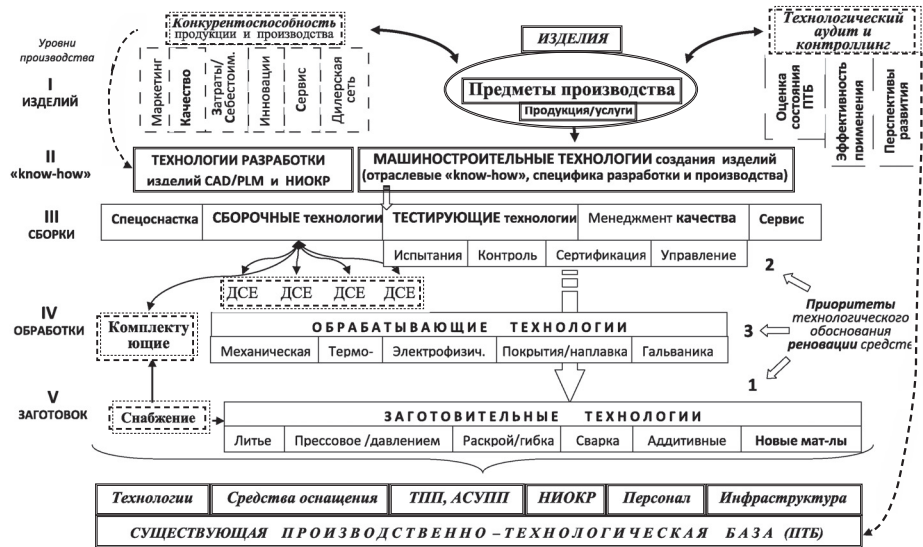 Конкурентоспособность
продукции и производства
ИЗДЕЛИЯ
Технологический
аудит и
контроллинг
Уровни
производства
I
ИЗДЕЛИЙ
Маркетинг
Качество
Затраты/
Себестоим.
Инновации
Сервис
Дилерская
сеть
Предметы производства
Продукция/услуги
Оценка
состояния
ПТБ
Эффективность
применения
Перспективы
развития
II
«know-how»
ТЕХНОЛОГИИ РАЗРАБОТКИ
изделий CAD/PLM и НИОКР
МАШИНОСТРОИТЕЛЬНЫЕ ТЕХНОЛОГИИ создания изделий
(отраслевые «know-how», специфика разработки и производства)
III
СБОРКИ
Спецоснастка
СБОРОЧНЫЕ технологии
ТЕСТИРУЮЩИЕ технологии
Менеджмент качества
Сервис
Испытания
Контроль
Сертификация
Управление
2
ДСЕ ДСЕ ДСЕ ДСЕ
IV
ОБРАБОТКИ
Комплекту
ющие
ОБРАБАТЫВАЮЩИЕ ТЕХНОЛОГИИ
Механическая
Термо-
Электрофизич.
Покрытия/наплавка
Гальваника
3
Приоритеты
технологического
обоснования
реновации средств
1
V
ЗАГОТОВОК
Снабжение
ЗАГОТОВИТЕЛЬНЫЕ ТЕХНОЛОГИИ
Литье
Прессовое /давлением
Раскрой/гибка
Сварка
Аддитивные
Новые мат-лы
Технологии
Средства оснащения
ТПП, АСУПП
НИОКР
Персонал
Инфраструктура
СУЩЕСТВУЮЩАЯ ПРОИЗВОДСТВЕННО – ТЕХНОЛОГИЧЕСКАЯ БАЗА (ПТБ)